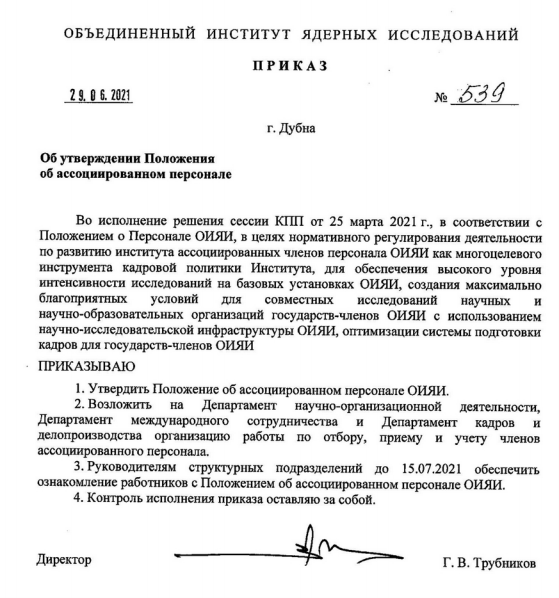 ОБЪЕДИНЕННЫЙ ИНСТИТУТ ЯДЕРНЫХ ИССЛЕДОВАНИЙ
ПРИКАЗ
29.06.2021 № 539
г. Дубна
Об утверждении Положения
об ассоциированном персонале
Во исполнение решения сессии КПП от 25 марта 2021 г., в соответствии с
Положением о Персонале ОИЯИ, в целях нормативного регулирования деятельности
по развитию института ассоциированных членов персонала ОИЯИ как многоцелевого
инструмента кадровой политики Института, для обеспечения высокого уровня
интенсивности исследований на базовых установках ОИЯИ, создания максимально
благоприятных условий для совместных исследований научных и
научно-образовательных организаций государств-членов ОИЯИ с использованием
научно-исследовательской инфраструктуры ОИЯИ, оптимизации системы подготовки
кадров для государств-членов ОИЯИ
ПРИКАЗЫВАЮ
1. Утвердить Положение об ассоциированном персонале ОИЯИ.
2. Возложить на Департамент научно-организационной деятельности,
Департамент международного сотрудничества и Департамент кадров и
делопроизводства организацию работы по отбору, приему и учету членов
ассоциированного персонала.
3. Руководителям структурных подразделений до 15.07.2021 обеспечить
ознакомление работников с Положением об ассоциированном персонале ОИЯИ.
4. Контроль исполнения приказа оставляю за собой.
Директор Г. В. Трубников